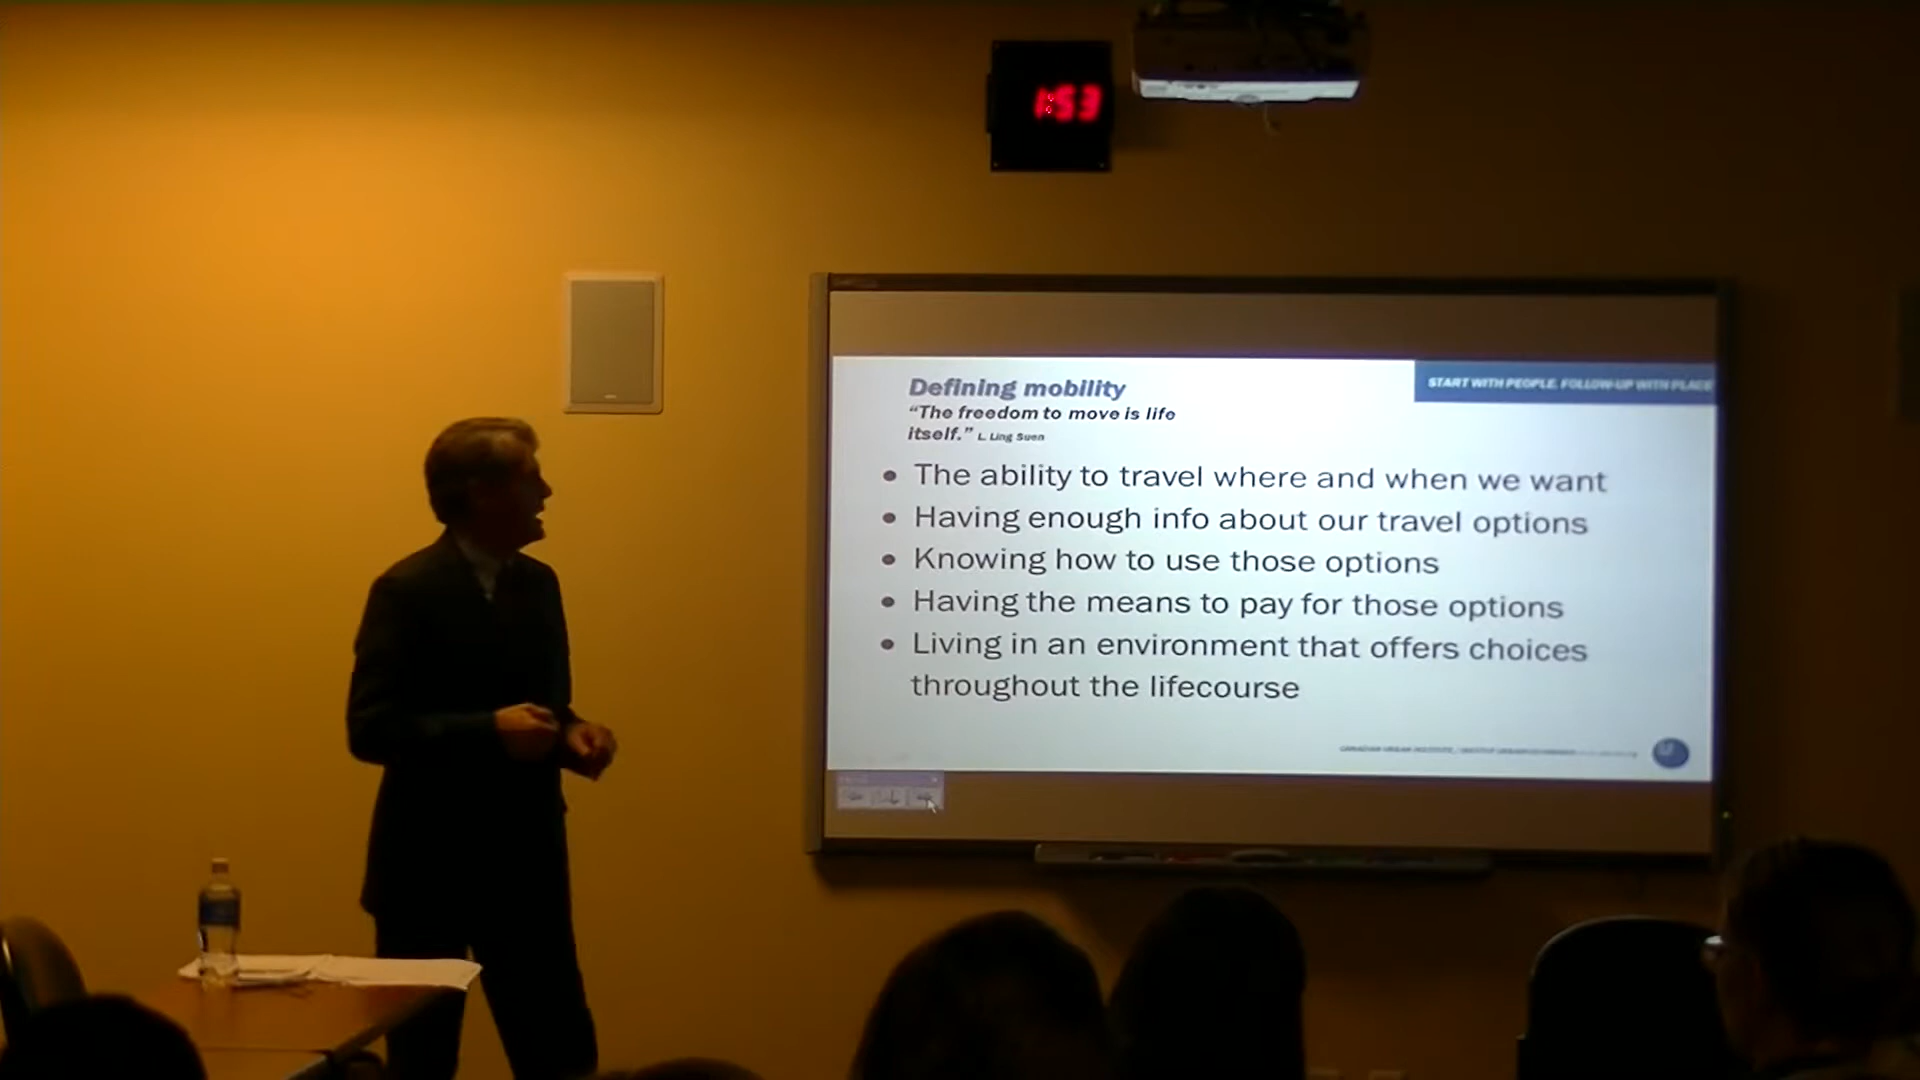 1:53
START WITH PEOPLE. FOLLOW-UP WITH PLACE
Defining mobility
“The freedom to move is life
itself.” L. Ling Suen
• The ability to travel where and when we want
• Having enough info about our travel options
• Knowing how to use those options
• Having the means to pay for those options
• Living in an environment that offers choices
throughout the lifecourse
CANADIAN URBAN INSTITUTE